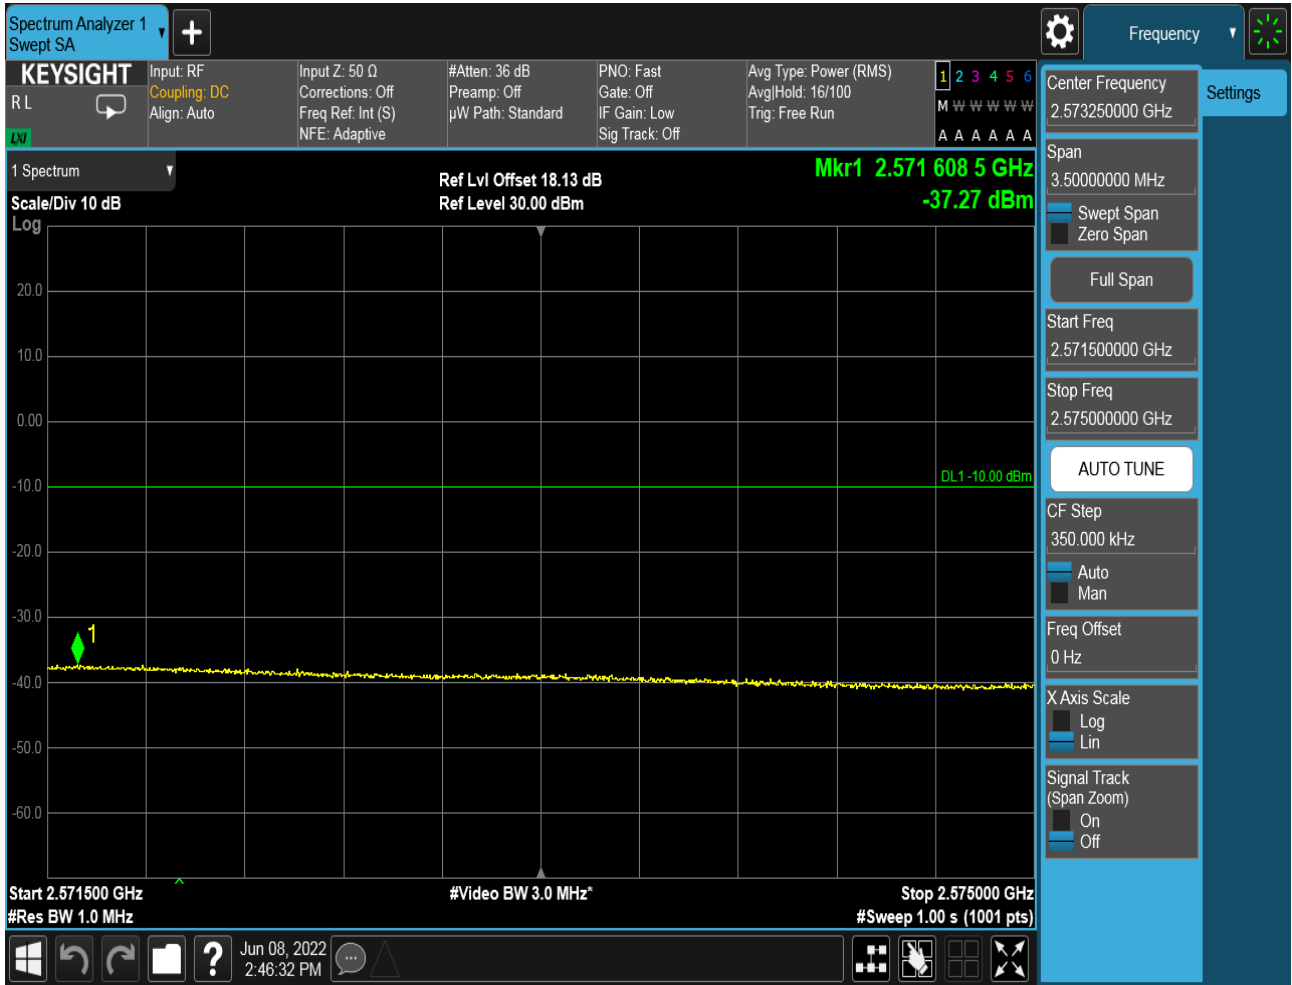 Spectrum Analyzer 1
Swept SA
Frequency
KEYSIGHT
R L
LXI
Input: RF
Coupling: DC
Align: Auto
Input Z: 50 Ω
Corrections: Off
Freq Ref: Int (S)
NFE: Adaptive
#Atten: 36 dB
Preamp: Off
µW Path: Standard
PNO: Fast
Gate: Off
IF Gain: Low
Sig Track: Off
Avg Type: Power (RMS)
Avg|Hold: 16/100
Trig: Free Run
1 2 3 4 5 6
M W W W W W
A A A A A A
1 Spectrum
Scale/Div 10 dB
Log
Ref Lvl Offset 18.13 dB
Ref Level 30.00 dBm
Mkr1 2.571 608 5 GHz
-37.27 dBm
20.0
10.0
0.00
-10.0
-20.0
-30.0
-40.0
-50.0
-60.0
DL1 -10.00 dBm
1
Start 2.571500 GHz
#Res BW 1.0 MHz
#Video BW 3.0 MHz*
Stop 2.575000 GHz
#Sweep 1.00 s (1001 pts)
Jun 08, 2022
2:46:32 PM
Center Frequency
2.573250000 GHz
Settings
Span
3.50000000 MHz
Swept Span
Zero Span
Full Span
Start Freq
2.571500000 GHz
Stop Freq
2.575000000 GHz
AUTO TUNE
CF Step
350.000 kHz
Auto
Man
Freq Offset
0 Hz
X Axis Scale
Log
Lin
Signal Track
(Span Zoom)
On
Off